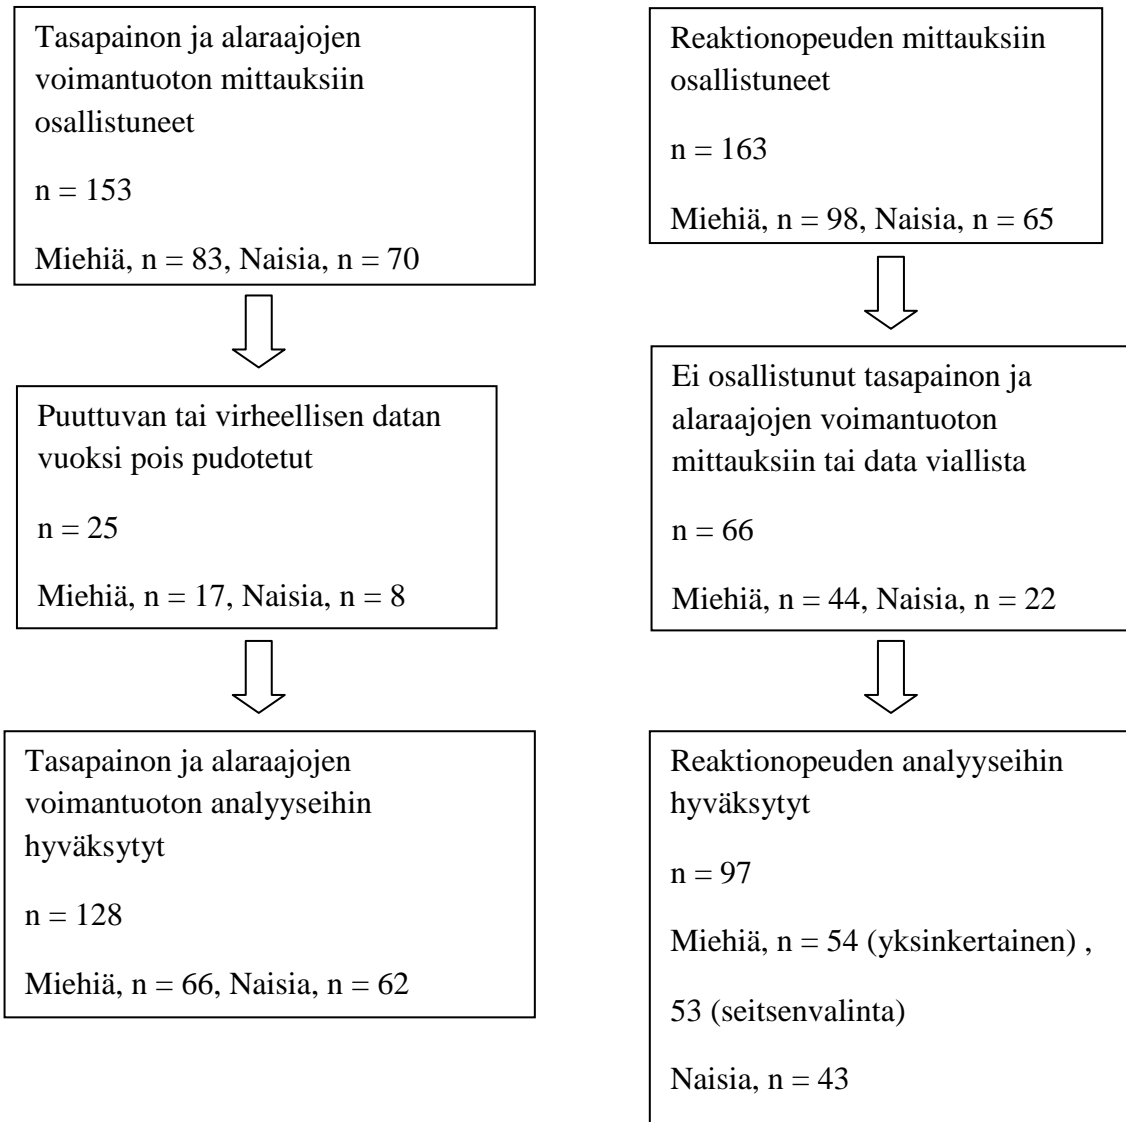 Tasapainon ja alaraajojen
voimantuoton mittauksiin
osallistuneet
n = 153
Miehiä, n = 83, Naisia, n = 70
Puuttuvan tai virheellisen datan
vuoksi pois pudotetut
n = 25
Miehiä, n = 17, Naisia, n = 8
Tasapainon ja alaraajojen
voimantuoton analyyseihin
hyväksytyt
n = 128
Miehiä, n = 66, Naisia, n = 62
Reaktionopeuden mittauksiin
osallistuneet
n = 163
Miehiä, n = 98, Naisia, n = 65
Ei osallistunut tasapainon ja
alaraajojen voimantuoton
mittauksiin tai data viallista
n = 66
Miehiä, n = 44, Naisia, n = 22
Reaktionopeuden analyyseihin
hyväksytyt
n = 97
Miehiä, n = 54 (yksinkertainen) ,
53 (seitsenvalinta)
Naisia, n = 43